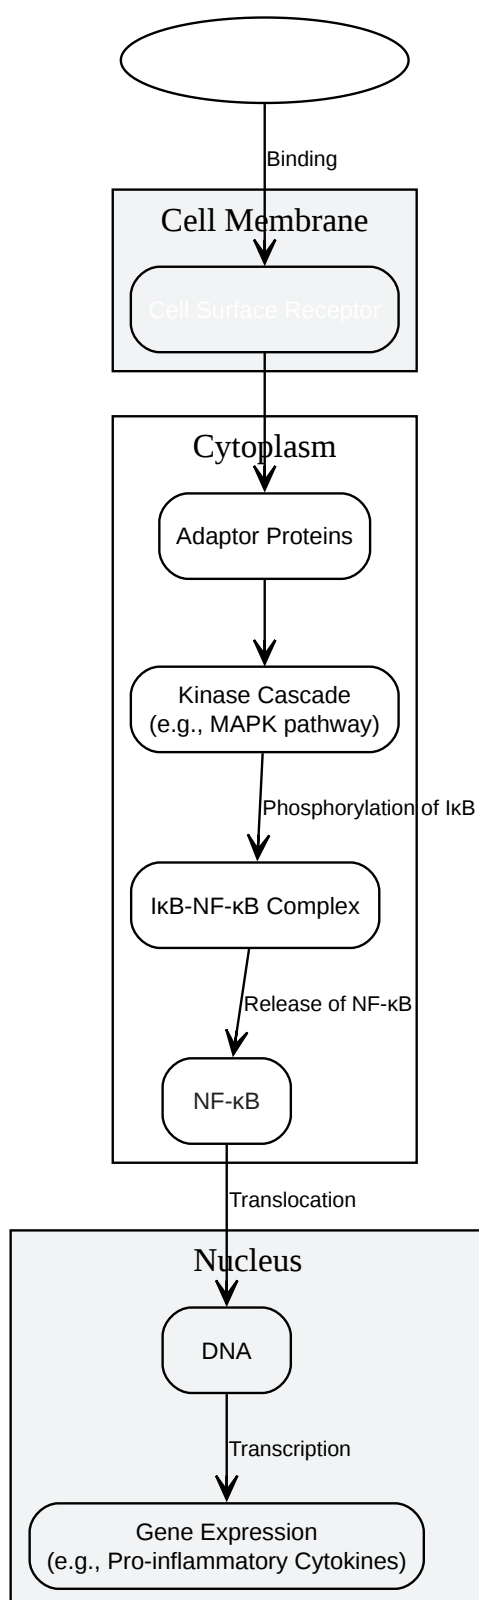 Binding
Cell Membrane
Cell Surface Receptor
Cytoplasm
Adaptor Proteins
Kinase Cascade
(e.g., MAPK pathway)
Phosphorylation of IκB
IκB-NF-κB Complex
Release of NF-κB
NF-κB
Translocation
Nucleus
DNA
Transcription
Gene Expression
(e.g., Pro-inflammatory Cytokines)